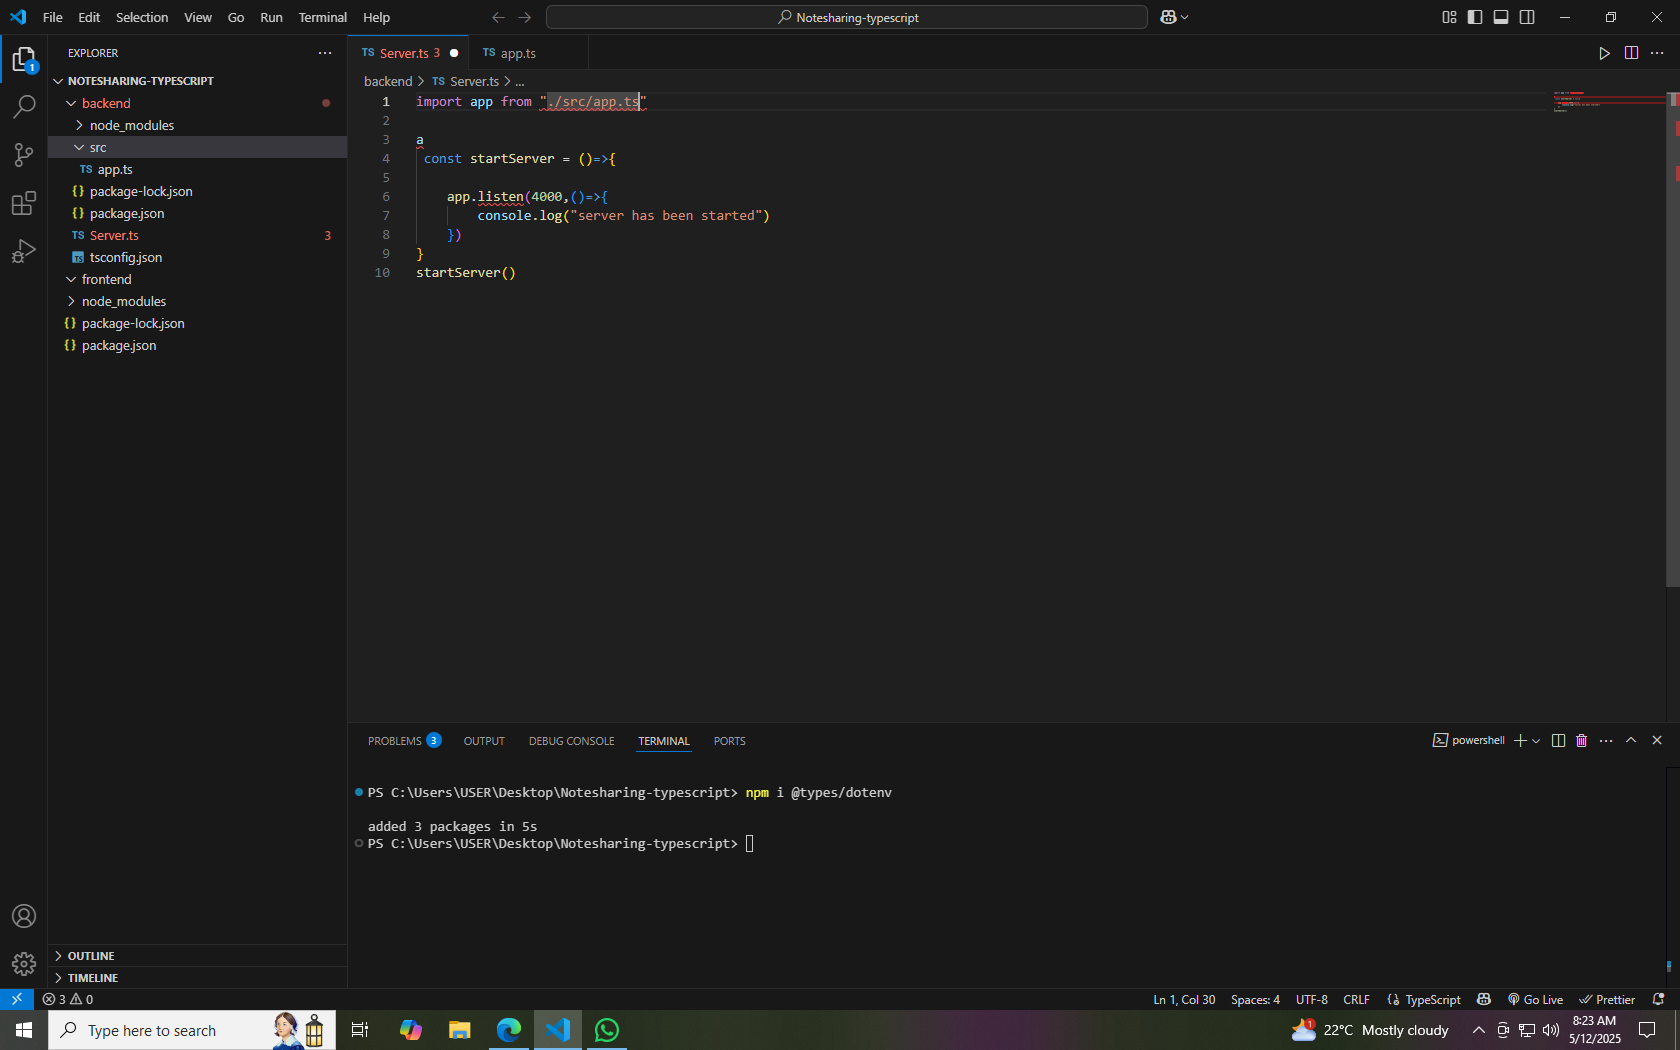 File Edit Selection View Go Run Terminal Help
Notesharing-typescript
EXPLORER
NOTESHARING-TYPESCRIPT
backend
node_modules
src
TS app.ts
{} package-lock.json
{} package.json
TS Server.ts 3
TS tsconfig.json
frontend
node_modules
{} package-lock.json
{} package.json
OUTLINE
TIMELINE
1
TS Server.ts 3
TS app.ts
backend > TS Server.ts > ...
1 import app from "./src/app.ts"
2
3 a
4 const startServer = ()=>{
5
6 app.listen(4000,()=>{
7 console.log("server has been started")
8 })
9 }
10 startServer()
PROBLEMS 3 OUTPUT DEBUG CONSOLE TERMINAL PORTS
powershell
PS C:\Users\USER\Desktop\Notesharing-typescript> npm i @types/dotenv
added 3 packages in 5s
PS C:\Users\USER\Desktop\Notesharing-typescript>
3 0
Ln 1, Col 30 Spaces: 4 UTF-8 CRLF {} TypeScript Go Live Prettier
Type here to search
1
22°C Mostly cloudy
8:23 AM
5/12/2025